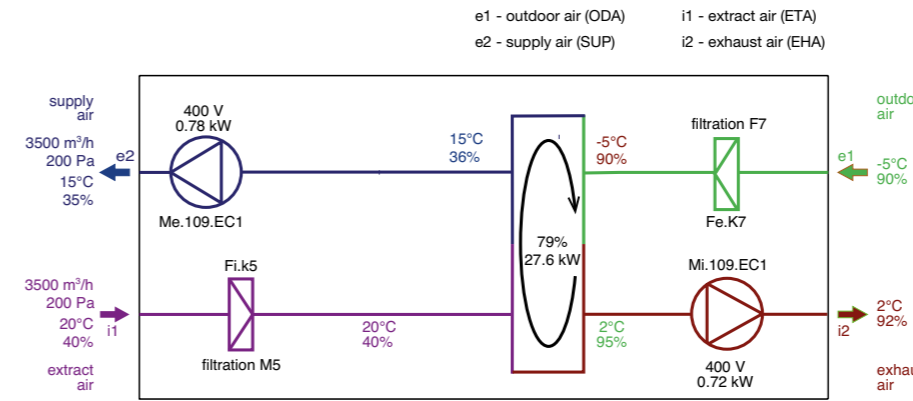 e1 - outdoor air (ODA)
i1 - extract air (ETA)
e2 - supply air (SUP)
i2 - exhaust air (EHA)
supply
air
3500 m³/h
200 Pa
15°C
35%
e2
400 V
0.78 kW
Me.109.EC1
15°C
36%
-5°C
90%
filtration F7
Fe.K7
outdo
air
e1
-5°C
90%
79%
27.6 kW
3500 m³/h
200 Pa
20°C
40%
i1
extract
air
Fi.k5
filtration M5
20°C
40%
2°C
95%
Mi.109.EC1
400 V
0.72 kW
i2
2°C
92%
exhau
air